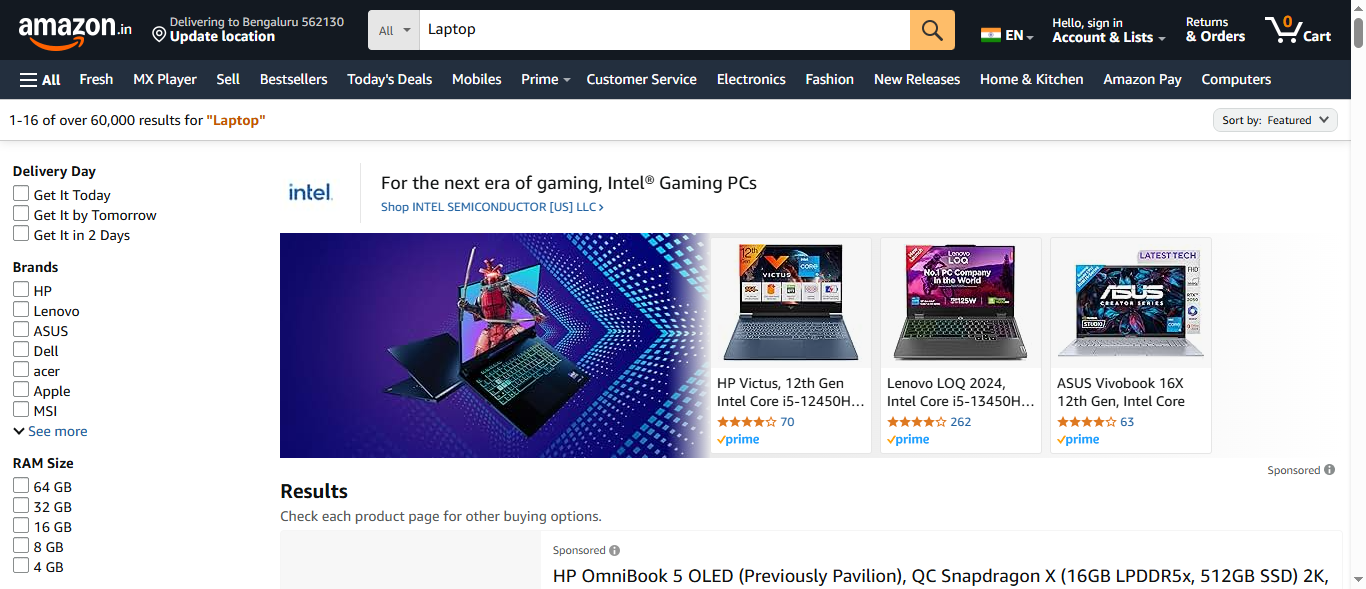 amazon.in
Delivering to Bengaluru 562130
Update location
All
Laptop
EN
Hello, sign in
Account & Lists
Returns
& Orders
0
Cart
All
Fresh
MX Player
Sell
Bestsellers
Today's Deals
Mobiles
Prime
Customer Service
Electronics
Fashion
New Releases
Home & Kitchen
Amazon Pay
Computers
1-16 of over 60,000 results for "Laptop"
Sort by: Featured
Delivery Day
Get It Today
Get It by Tomorrow
Get It in 2 Days
Brands
HP
Lenovo
ASUS
Dell
acer
Apple
MSI
See more
RAM Size
64 GB
32 GB
16 GB
8 GB
4 GB
intel.
For the next era of gaming, Intel® Gaming PCs
Shop INTEL SEMICONDUCTOR [US] LLC
12th
Gen
VICTUS
intel
CORE
HP Victus, 12th Gen
Intel Core i5-12450H…
70
prime
Lenovo
LOQ
No.1 PC Company
In the World
125W
Lenovo LOQ 2024,
Intel Core i5-13450H…
262
prime
LATEST TECH
FHD
ASUS
CREATOR SERIES
STUDIO
ASUS Vivobook 16X
12th Gen, Intel Core
63
prime
Sponsored
Results
Check each product page for other buying options.
Sponsored
HP OmniBook 5 OLED (Previously Pavilion), QC Snapdragon X (16GB LPDDR5x, 512GB SSD) 2K,